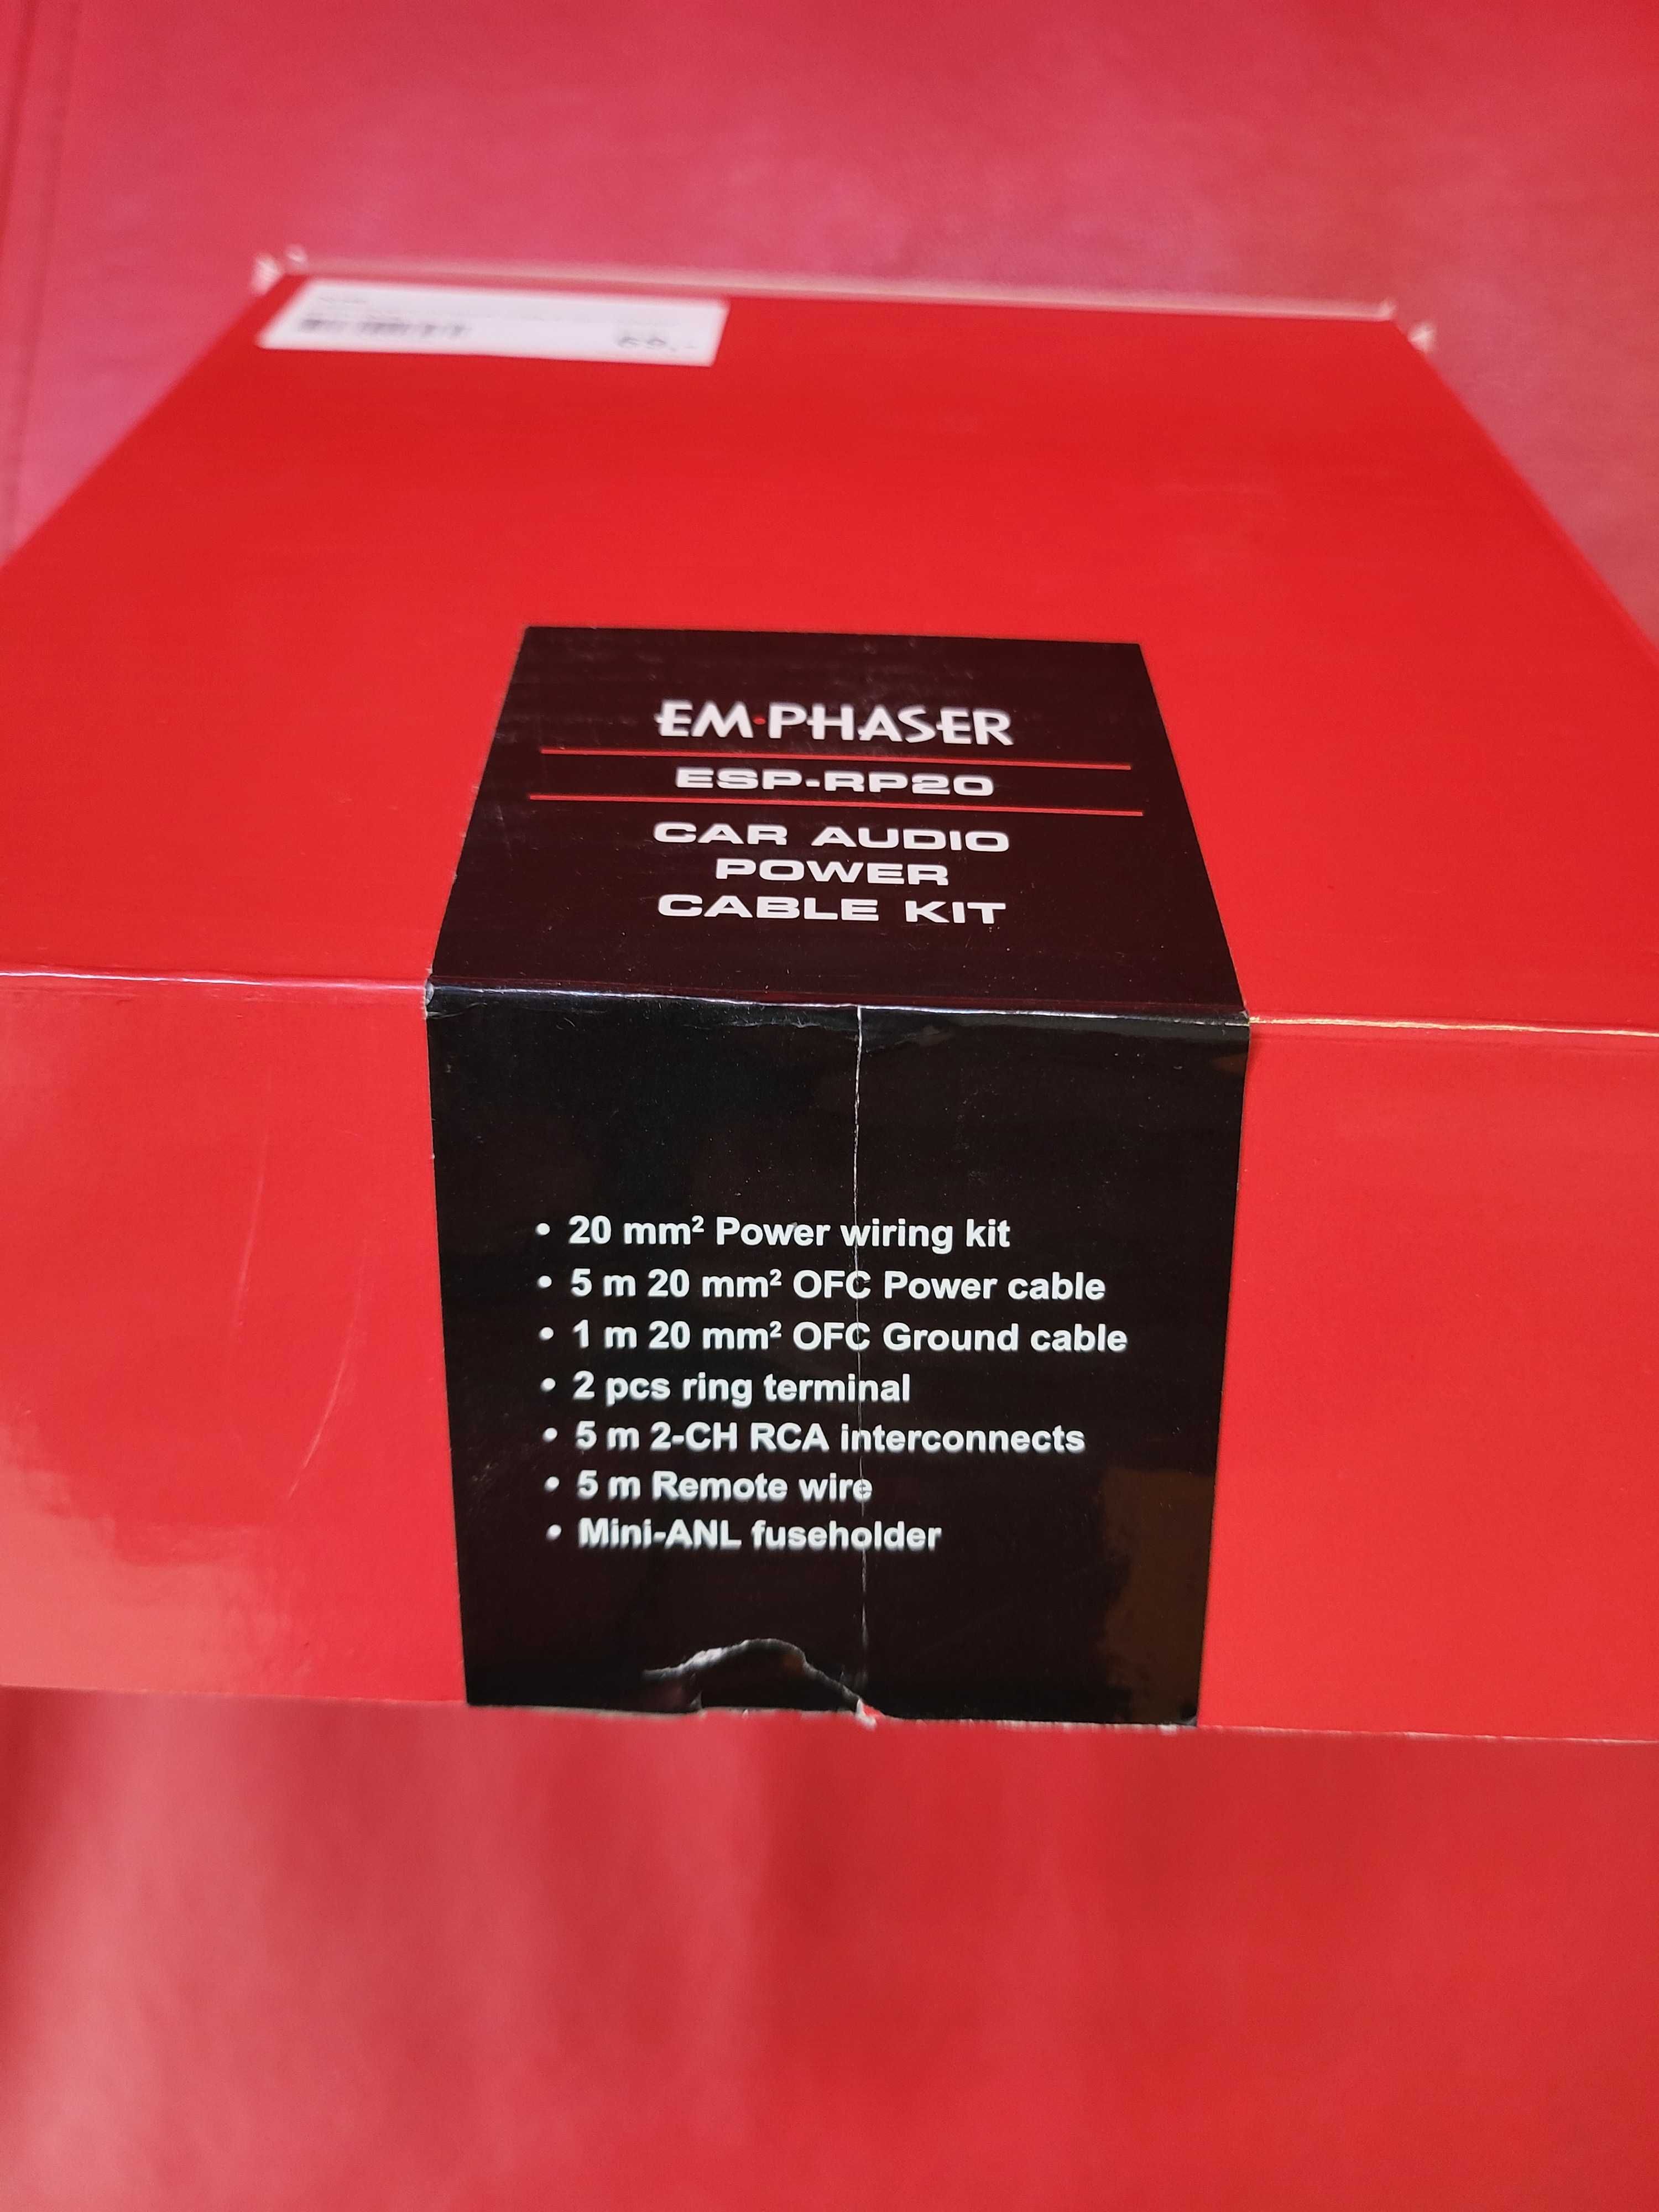 EM·PHASER
ESP-RP20
CAR AUDIO
POWER
CABLE KIT
• 20 mm² Power wiring kit
• 5 m 20 mm² OFC Power cable
• 1 m 20 mm² OFC Ground cable
• 2 pcs ring terminal
• 5 m 2-CH RCA interconnects
• 5 m Remote wire
• Mini-ANL fuseholder